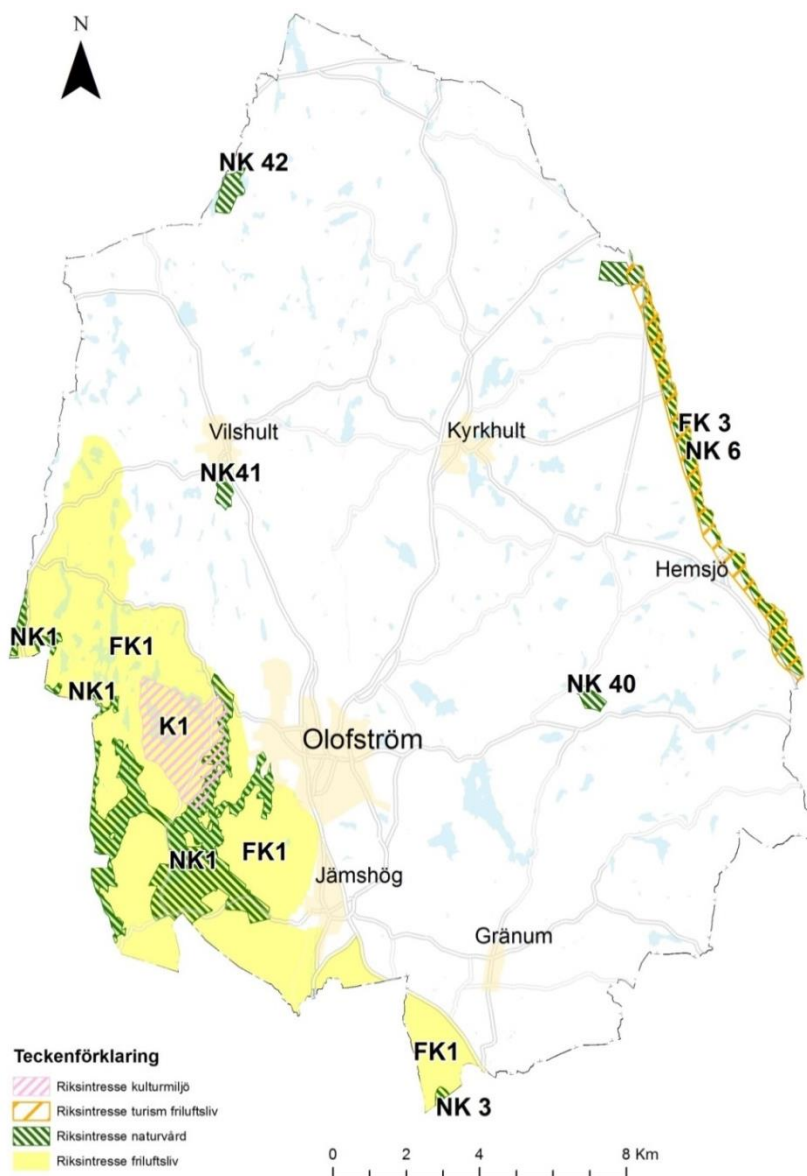 N
NK 42
Vilshult
Kyrkhult
FK 3
NK 6
NK41
Hemsjö
NK1
FK1
NK1
NK 40
K1
Olofström
NK1
FK1
Jämshög
Gränum
FK1
NK 3
Teckenförklaring
Riksintresse kulturmiljö
Riksintresse turism friluftsliv
Riksintresse naturvård
Riksintresse friluftsliv
0 2 4 8 Km